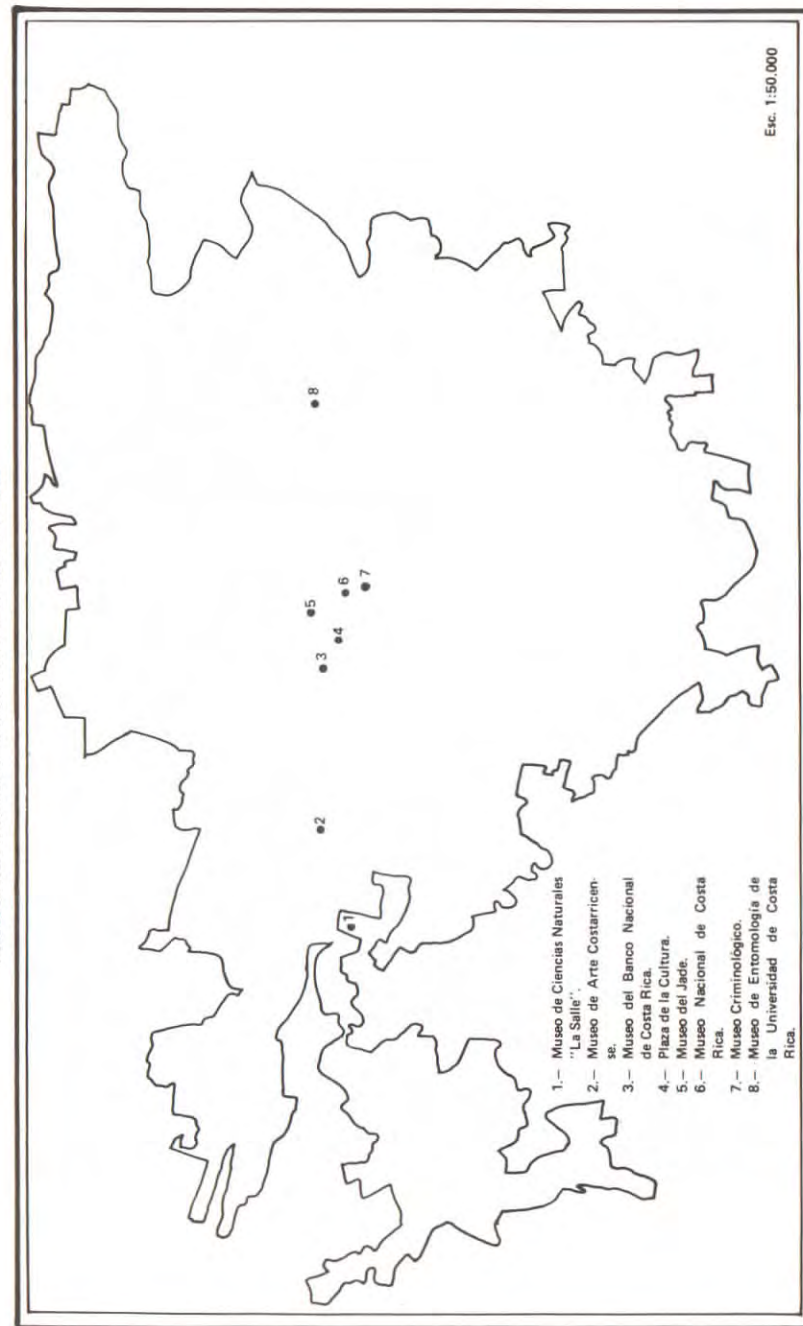 1.– Museo de Ciencias Naturales
"La Salle".
2.– Museo de Arte Costarricen-
se.
3.– Museo del Banco Nacional
de Costa Rica.
4.– Plaza de la Cultura.
5.– Museo del Jade.
6.– Museo Nacional de Costa
Rica.
7.– Museo Criminológico.
8.– Museo de Entomología de
la Universidad de Costa
Rica.
1
2
3
4
5
6
7
8
Esc. 1:50.000